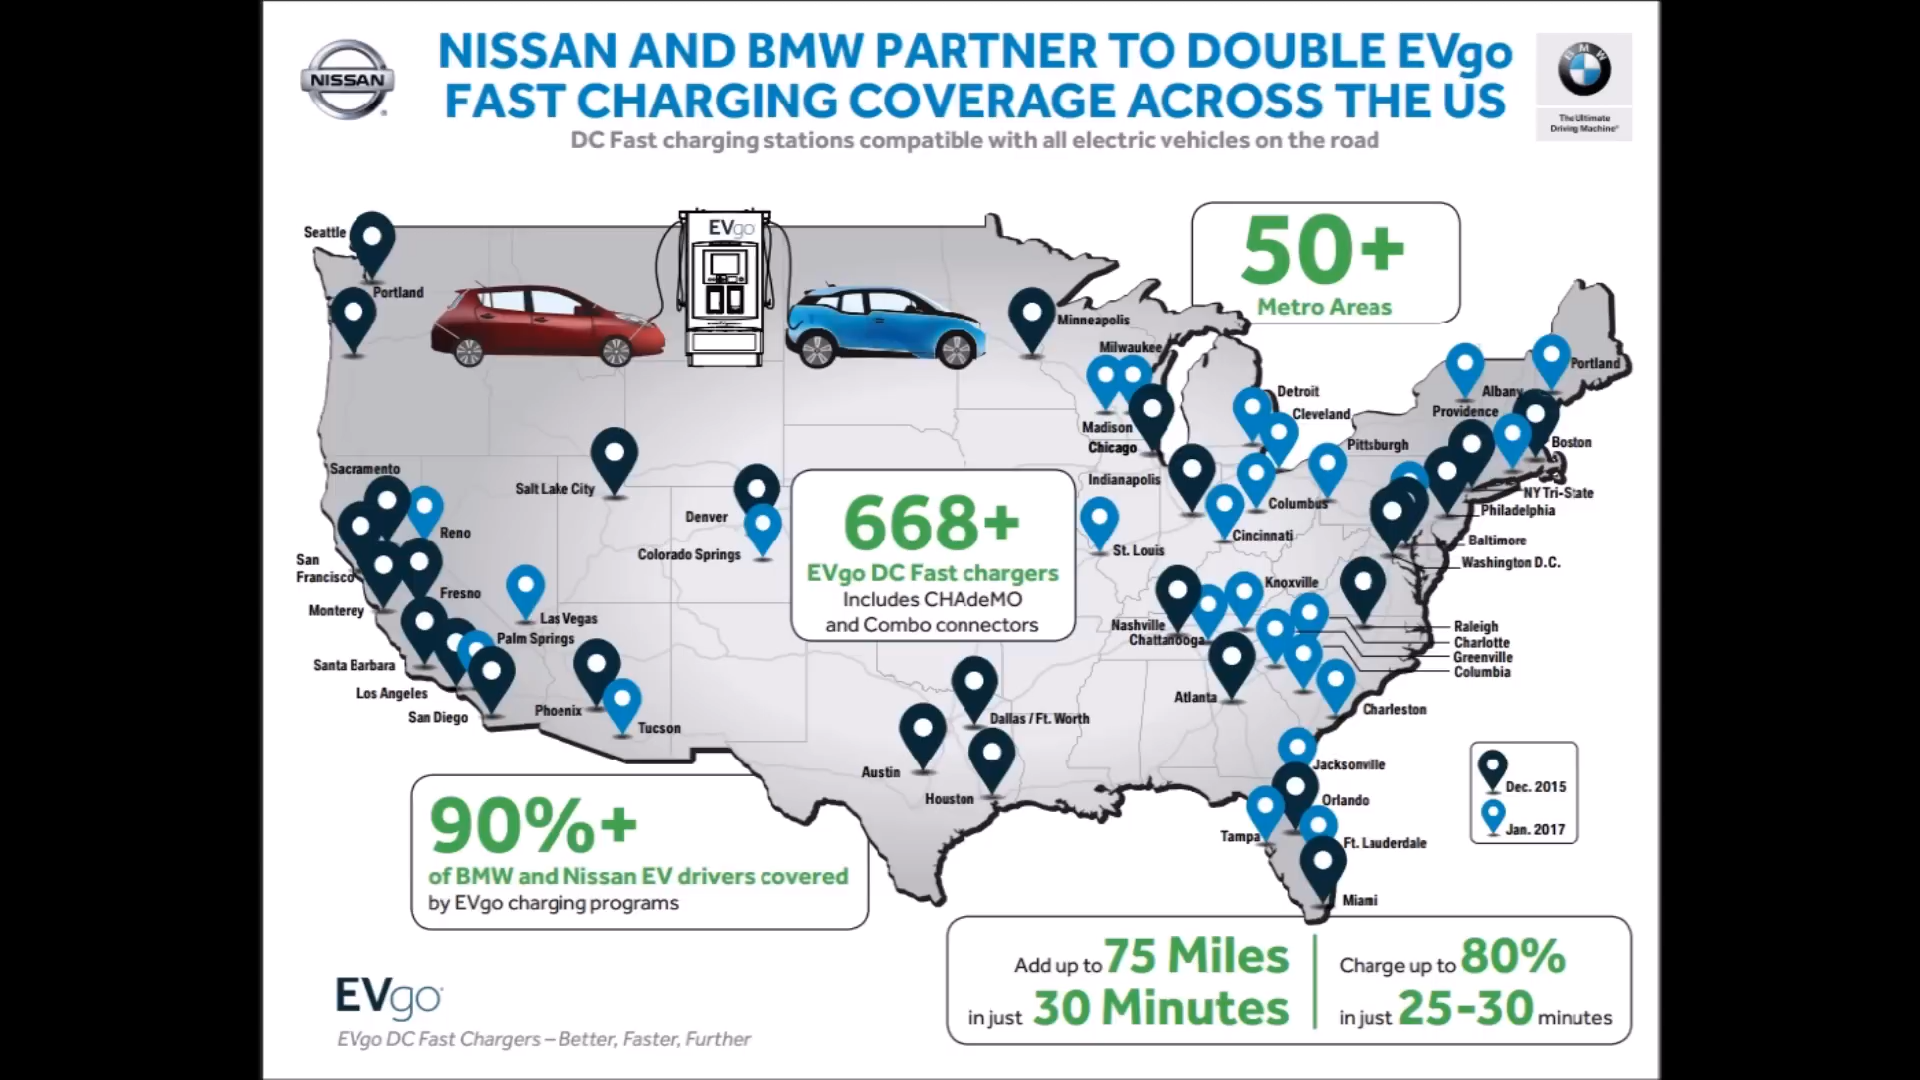 NISSAN
NISSAN AND BMW PARTNER TO DOUBLE EVgo
FAST CHARGING COVERAGE ACROSS THE US
DC Fast charging stations compatible with all electric vehicles on the road
BMW
The Ultimate
Driving Machine®
EVgo
50+
Metro Areas
Seattle
Portland
Minneapolis
Milwaukee
Madison
Chicago
Detroit
Cleveland
Pittsburgh
Albany
Portland
Providence
Boston
NY Tri-State
Philadelphia
Baltimore
Washington D.C.
Indianapolis
Columbus
Cincinnati
St. Louis
Sacramento
Reno
San
Francisco
Monterey
Fresno
Las Vegas
Palm Springs
Santa Barbara
Los Angeles
San Diego
Phoenix
Tucson
Salt Lake City
Denver
Colorado Springs
668+
EVgo DC Fast chargers
Includes CHAdeMO
and Combo connectors
Knoxville
Nashville
Chattanooga
Raleigh
Charlotte
Greenville
Columbia
Atlanta
Charleston
Dallas / Ft. Worth
Austin
Houston
Jacksonville
Orlando
Tampa
Ft. Lauderdale
Miami
Dec. 2015
Jan. 2017
90%+
of BMW and Nissan EV drivers covered
by EVgo charging programs
Add up to 75 Miles
in just 30 Minutes
Charge up to 80%
in just 25-30 minutes
EVgo
EVgo DC Fast Chargers – Better, Faster, Further